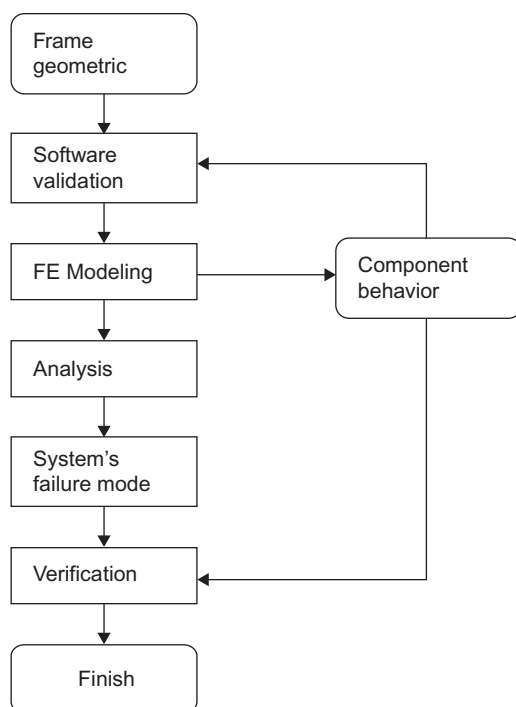 Frame
geometric
Software
validation
FE Modeling
Component
behavior
Analysis
System’s
failure mode
Verification
Finish